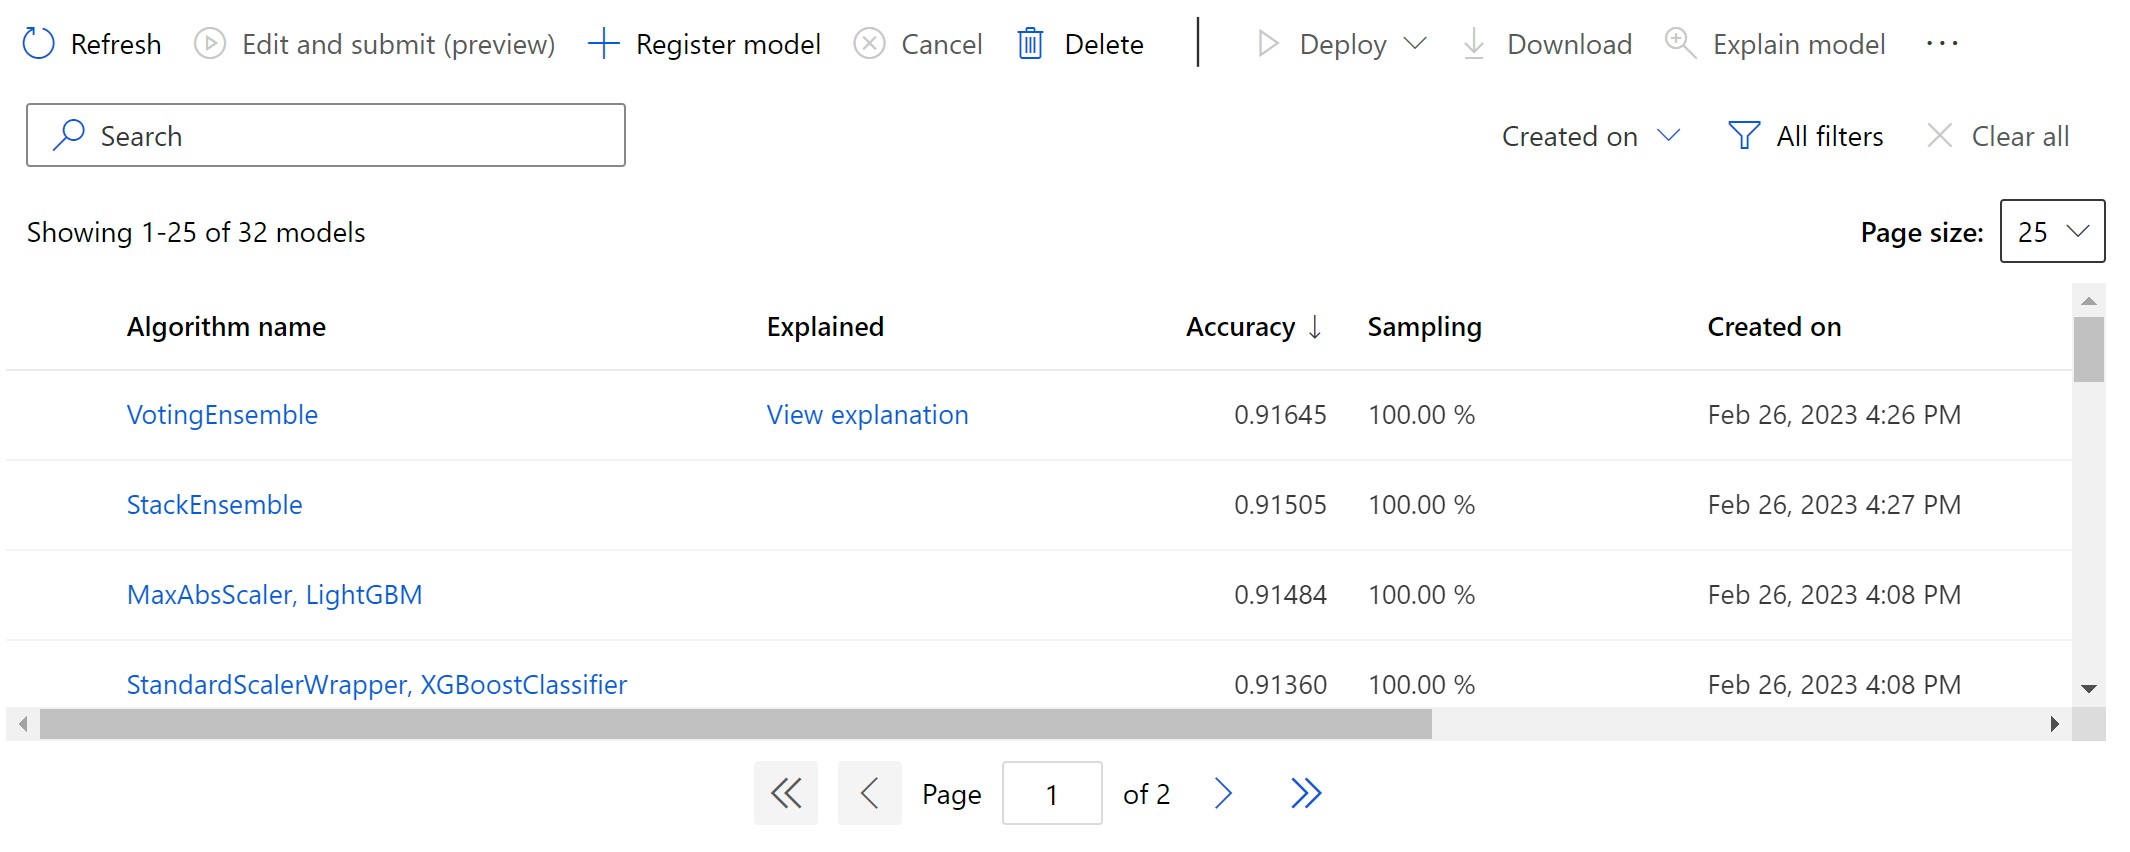 Refresh Edit and submit (preview) Register model Cancel Delete Deploy Download Explain model ...
Search Created on All filters Clear all
Showing 1-25 of 32 models Page size: 25
Algorithm name Explained Accuracy ↓ Sampling Created on
VotingEnsemble View explanation 0.91645 100.00 % Feb 26, 2023 4:26 PM
StackEnsemble 0.91505 100.00 % Feb 26, 2023 4:27 PM
MaxAbsScaler, LightGBM 0.91484 100.00 % Feb 26, 2023 4:08 PM
StandardScalerWrapper, XGBoostClassifier 0.91360 100.00 % Feb 26, 2023 4:08 PM
Page 1 of 2